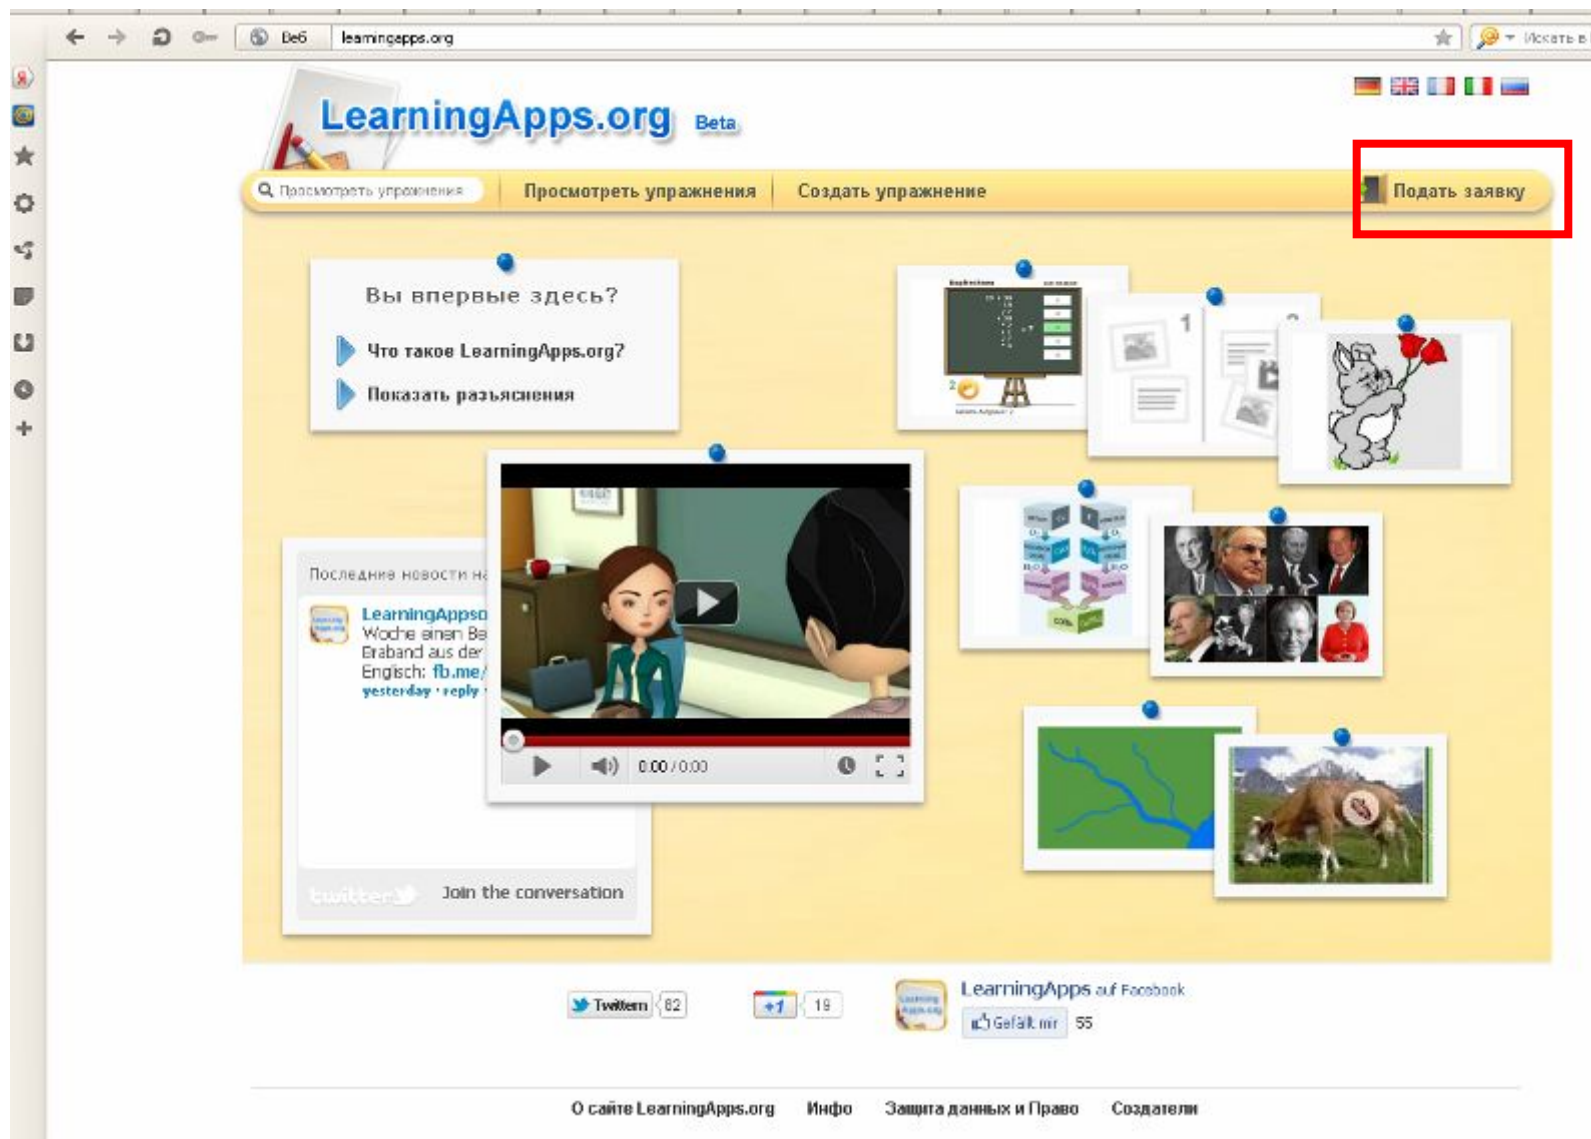 Веб
learningapps.org
Искать в
LearningApps.org Beta
Просмотреть упражнения
Просмотреть упражнения
Создать упражнение
Подать заявку
Вы впервые здесь?
Что такое LearningApps.org?
Показать разъяснения
1
2
Последние новости на
LearningAppso
Woche einen Be
Eraband aus der
Englisch: fb.me/
yesterday · reply ·
0:00 / 0:00
twitter
Join the conversation
Twittern 82
+1 19
LearningApps auf Facebook
Gefällt mir 55
О сайте LearningApps.org
Инфо
Защита данных и Право
Создатели